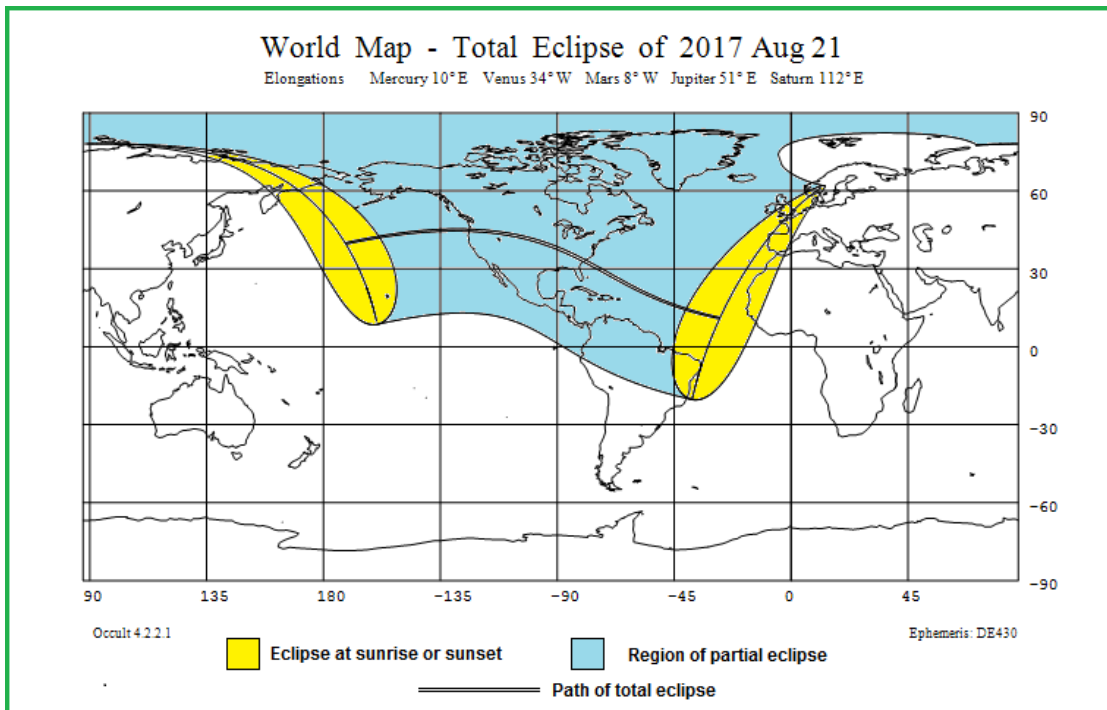 World Map - Total Eclipse of 2017 Aug 21
Elongations Mercury 10° E Venus 34° W Mars 8° W Jupiter 51° E Saturn 112° E
90
60
30
0
-30
-60
-90
90 135 180 -135 -90 -45 0 45
Occult 4.2.2.1 Ephemeris: DE430
Eclipse at sunrise or sunset Region of partial eclipse
Path of total eclipse